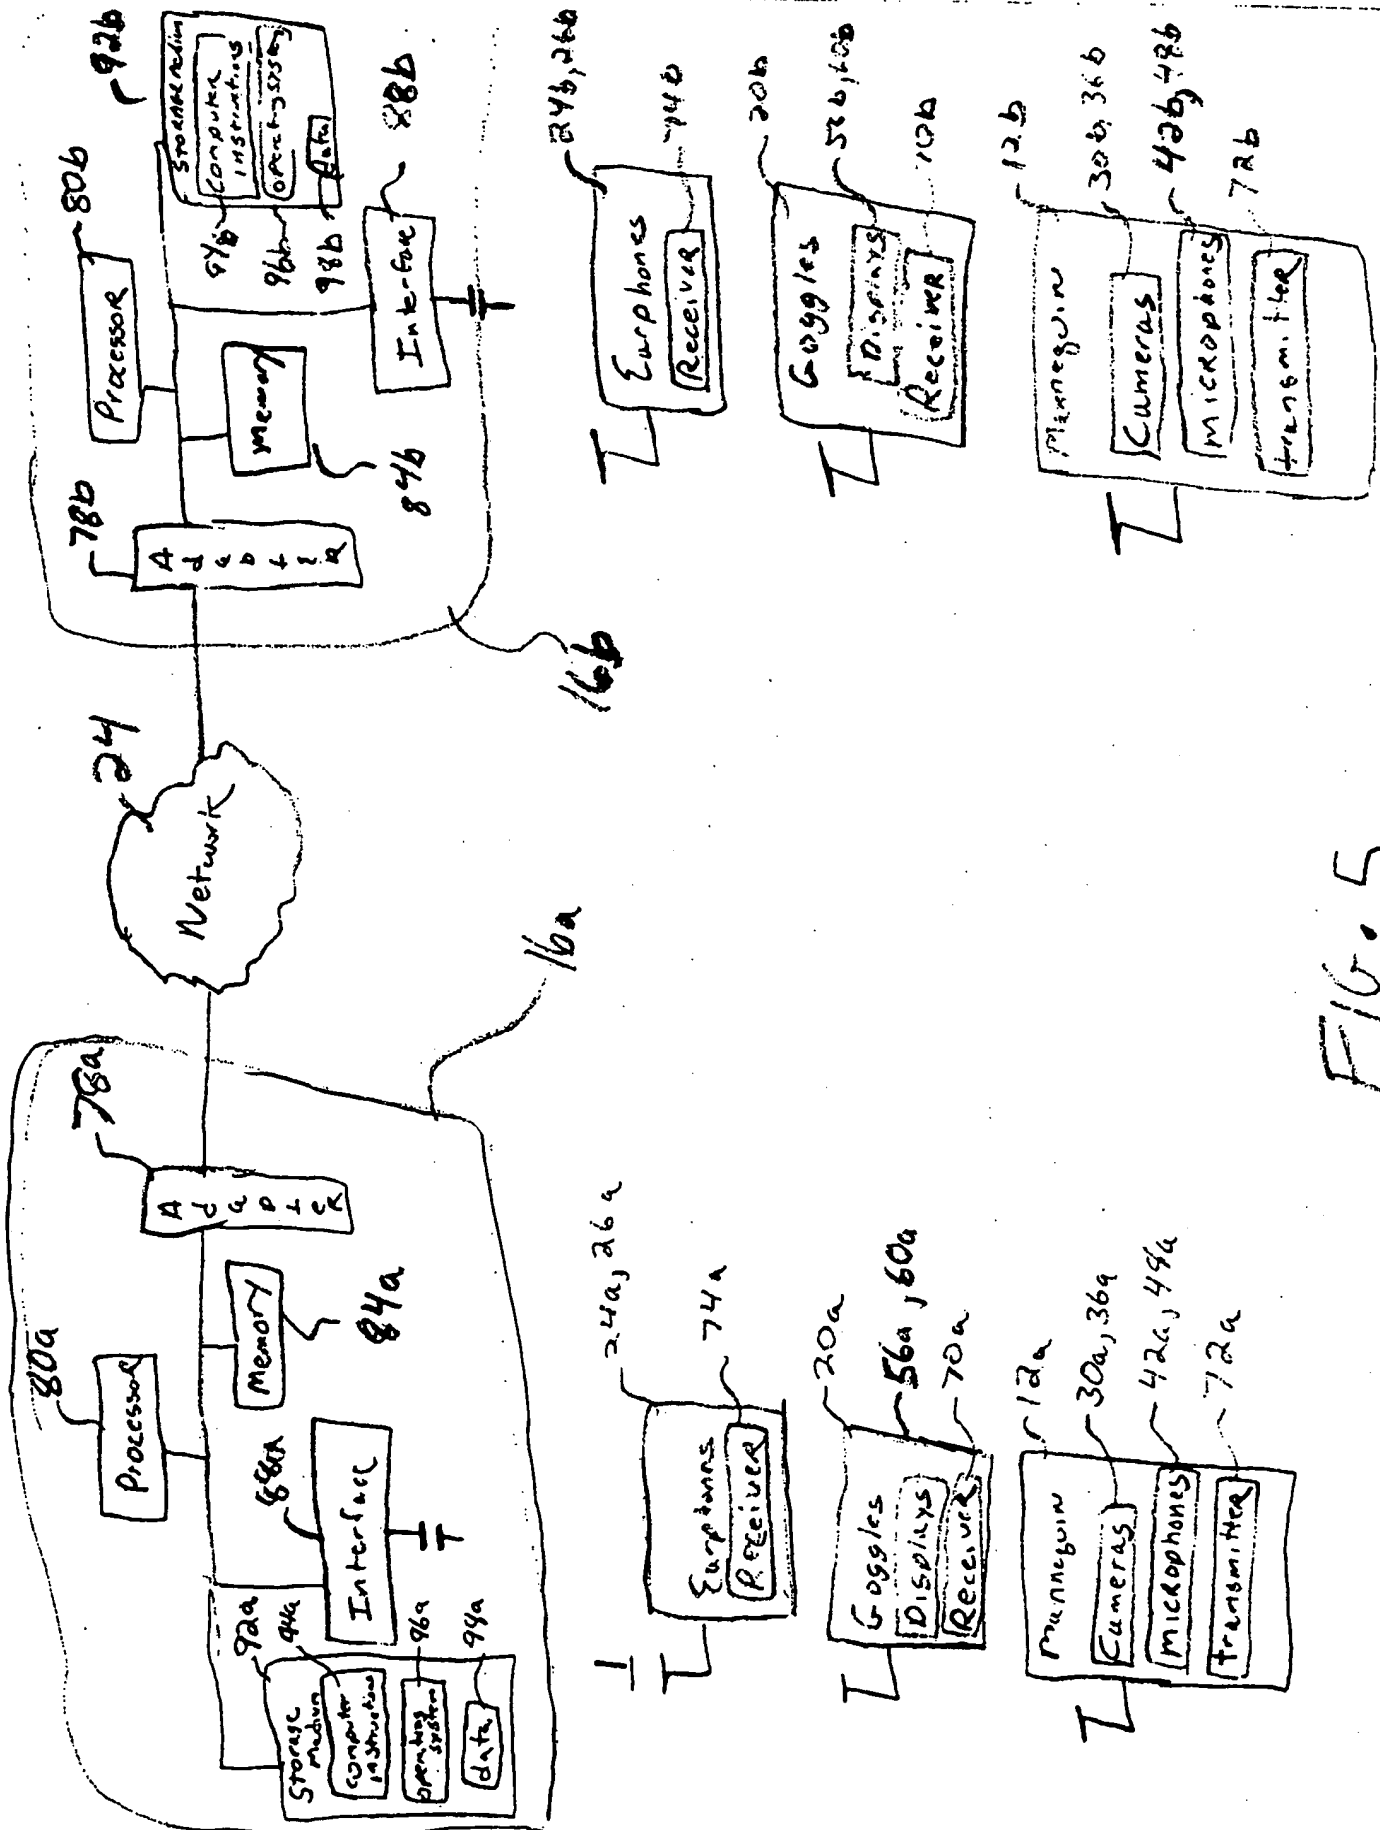 80a
Processor
78a
Adapter
Memory
84a
88a
Interface
92a
Storage
Medium
94a
computer
instructions
96a
operating
system
98a
data
16a
24
Network
78b
Adabter
80b
Processor
Memory
84b
92b
STORAGE medium
Computer
INSTructions
operating system
data
94b
96b
98b
Interface
88b
16b
24a, 26a
Earphonns
Receiver
74a
20a
Goggles
Displays
56a, 60a
Receiver
70a
12a
Mannequin
Cameras
30a, 36a
microphones
42a, 48a
transmitter
72a
24b, 26b
Earphones
Receiver
74b
20b
Goggles
Displays
56b, 60b
Receiver
12b
Mannequin
Cameras
30b, 36b
microphones
42b, 48b
transmitter
72b
FIG. 5